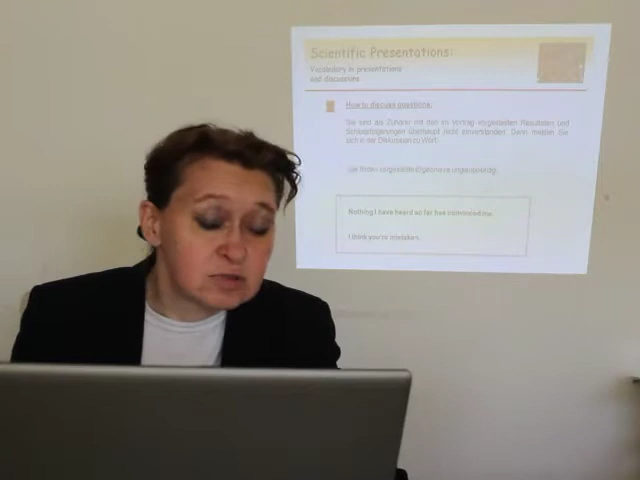 Scientific Presentations:
Vocabulary in presentations
and discussions
How to discuss questions:
Sie sind als Zuhörer mit den im Vortrag vorgestellten Resultaten und
Schlussfolgerungen überhaupt nicht einverstanden. Dann melden Sie
sich in der Diskussion zu Wort:
Nothing I have heard so far has convinced me.
I think you're mistaken.